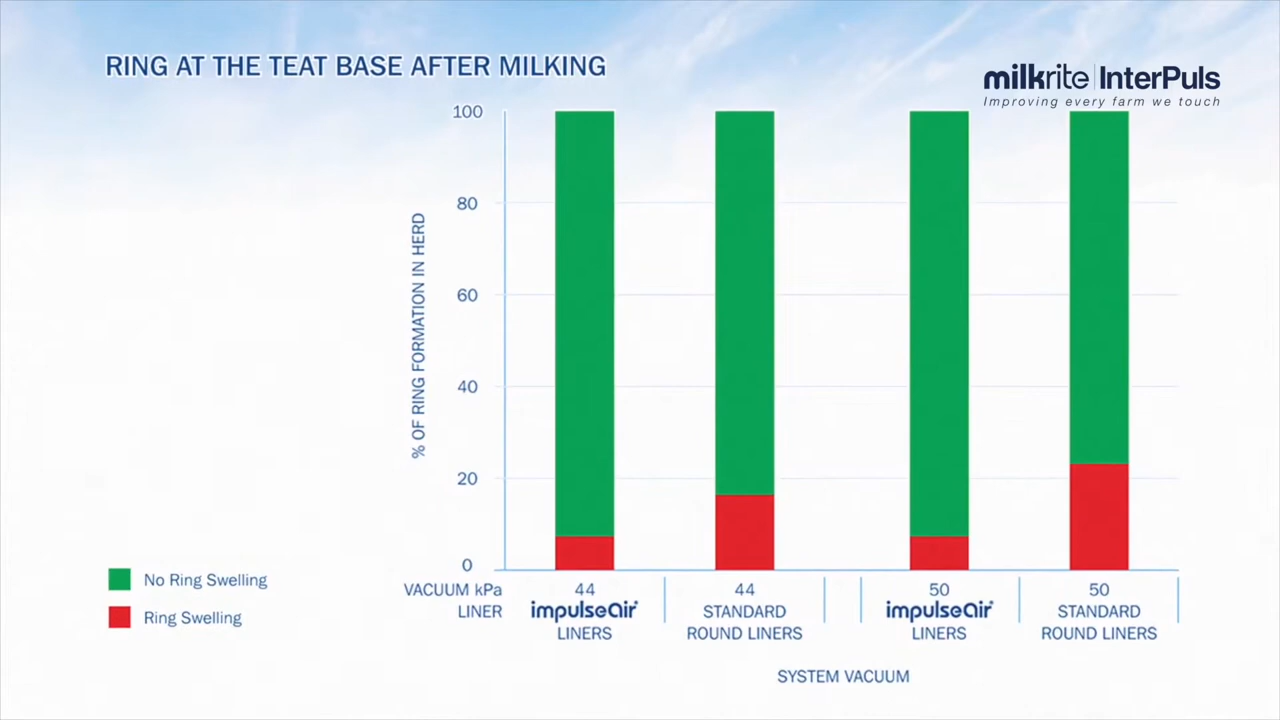 RING AT THE TEAT BASE AFTER MILKING
milkrite InterPuls
Improving every farm we touch
% OF RING FORMATION IN HERD
100
80
60
40
20
0
No Ring Swelling
Ring Swelling
VACUUM kPa
LINER
44
impulseair
LINERS
44
STANDARD
ROUND LINERS
50
impulseair
LINERS
50
STANDARD
ROUND LINERS
SYSTEM VACUUM